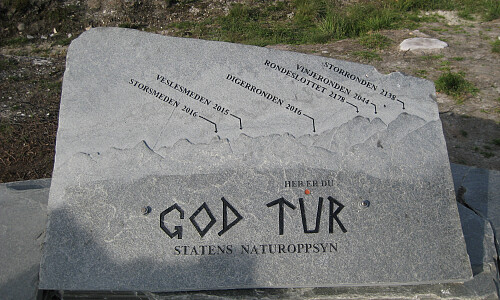 STORRONDEN 2138
VINJERONDEN 2044
RONDESLOTTET 2178
DIGERRONDEN 2016
VESLESMEDEN 2015
STORSMEDEN 2016
HER ER DU
GOD TUR
STATENS NATUROPPSYN